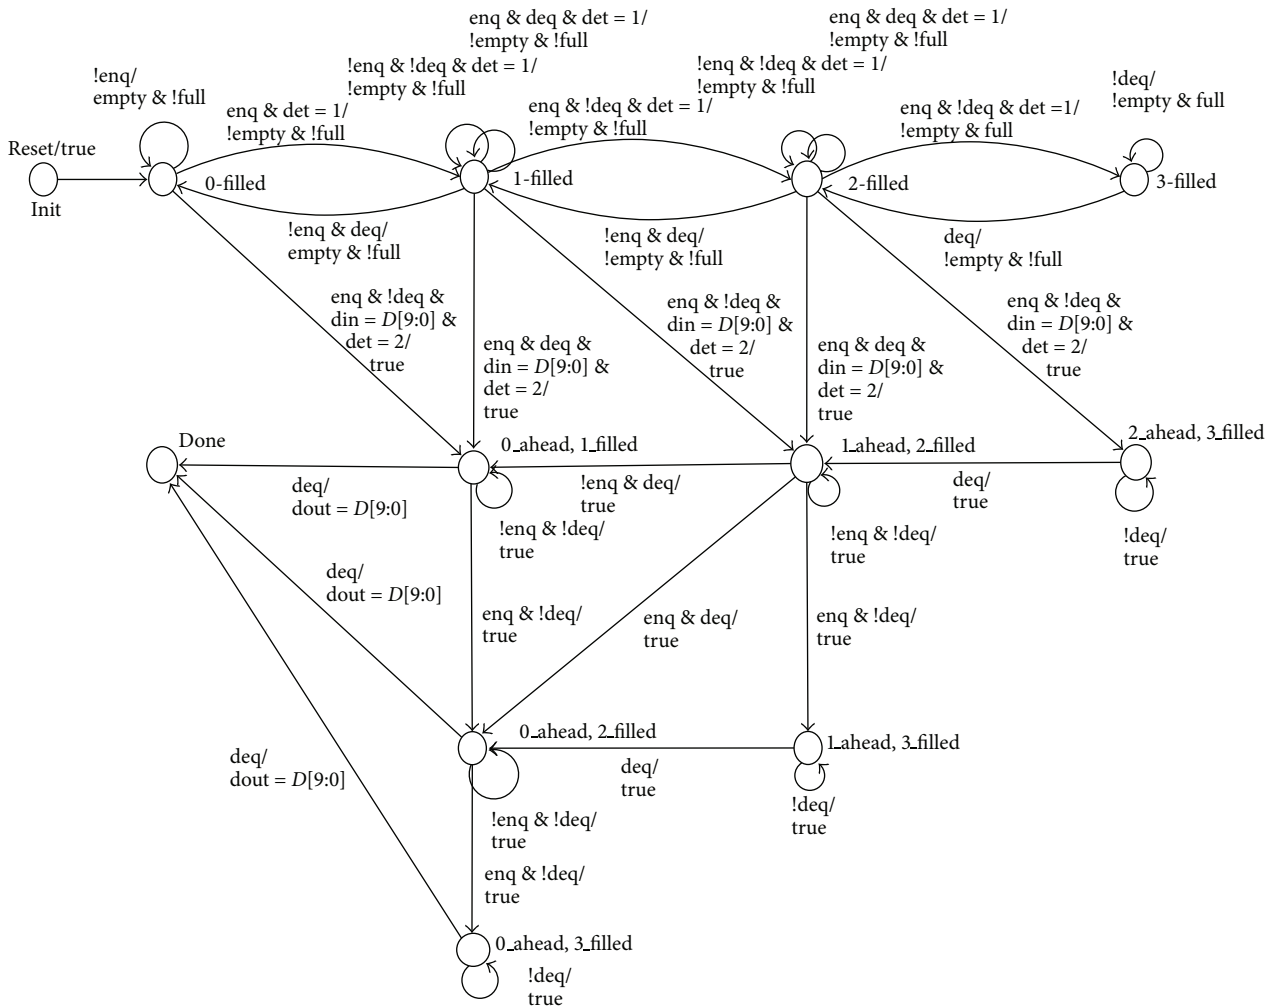 enq & deq & det = 1/
!empty & !full
enq & deq & det = 1/
!empty & !full
!enq/
empty & !full
!enq & !deq & det = 1/
!empty & !full
!enq & !deq & det = 1/
!empty & !full
!deq/
!empty & full
enq & det = 1/
!empty & !full
enq & !deq & det = 1/
!empty & !full
enq & !deq & det =1/
!empty & full
Reset/true
Init
0-filled
1-filled
2-filled
3-filled
!enq & deq/
empty & !full
!enq & deq/
!empty & !full
deq/
!empty & !full
enq & !deq &
din = D[9:0] &
det = 2/
true
enq & deq &
din = D[9:0] &
det = 2/
true
enq & !deq &
din = D[9:0] &
det = 2/
true
enq & deq &
din = D[9:0] &
det = 2/
true
enq & !deq &
din = D[9:0] &
det = 2/
true
Done
0_ahead, 1_filled
1_ahead, 2_filled
2_ahead, 3_filled
deq/
dout = D[9:0]
!enq & deq/
true
deq/
true
!enq & !deq/
true
!enq & !deq/
true
!deq/
true
deq/
dout = D[9:0]
enq & !deq/
true
enq & deq/
true
enq & !deq/
true
0_ahead, 2_filled
1_ahead, 3_filled
deq/
dout = D[9:0]
deq/
true
!enq & !deq/
true
!deq/
true
enq & !deq/
true
0_ahead, 3_filled
!deq/
true